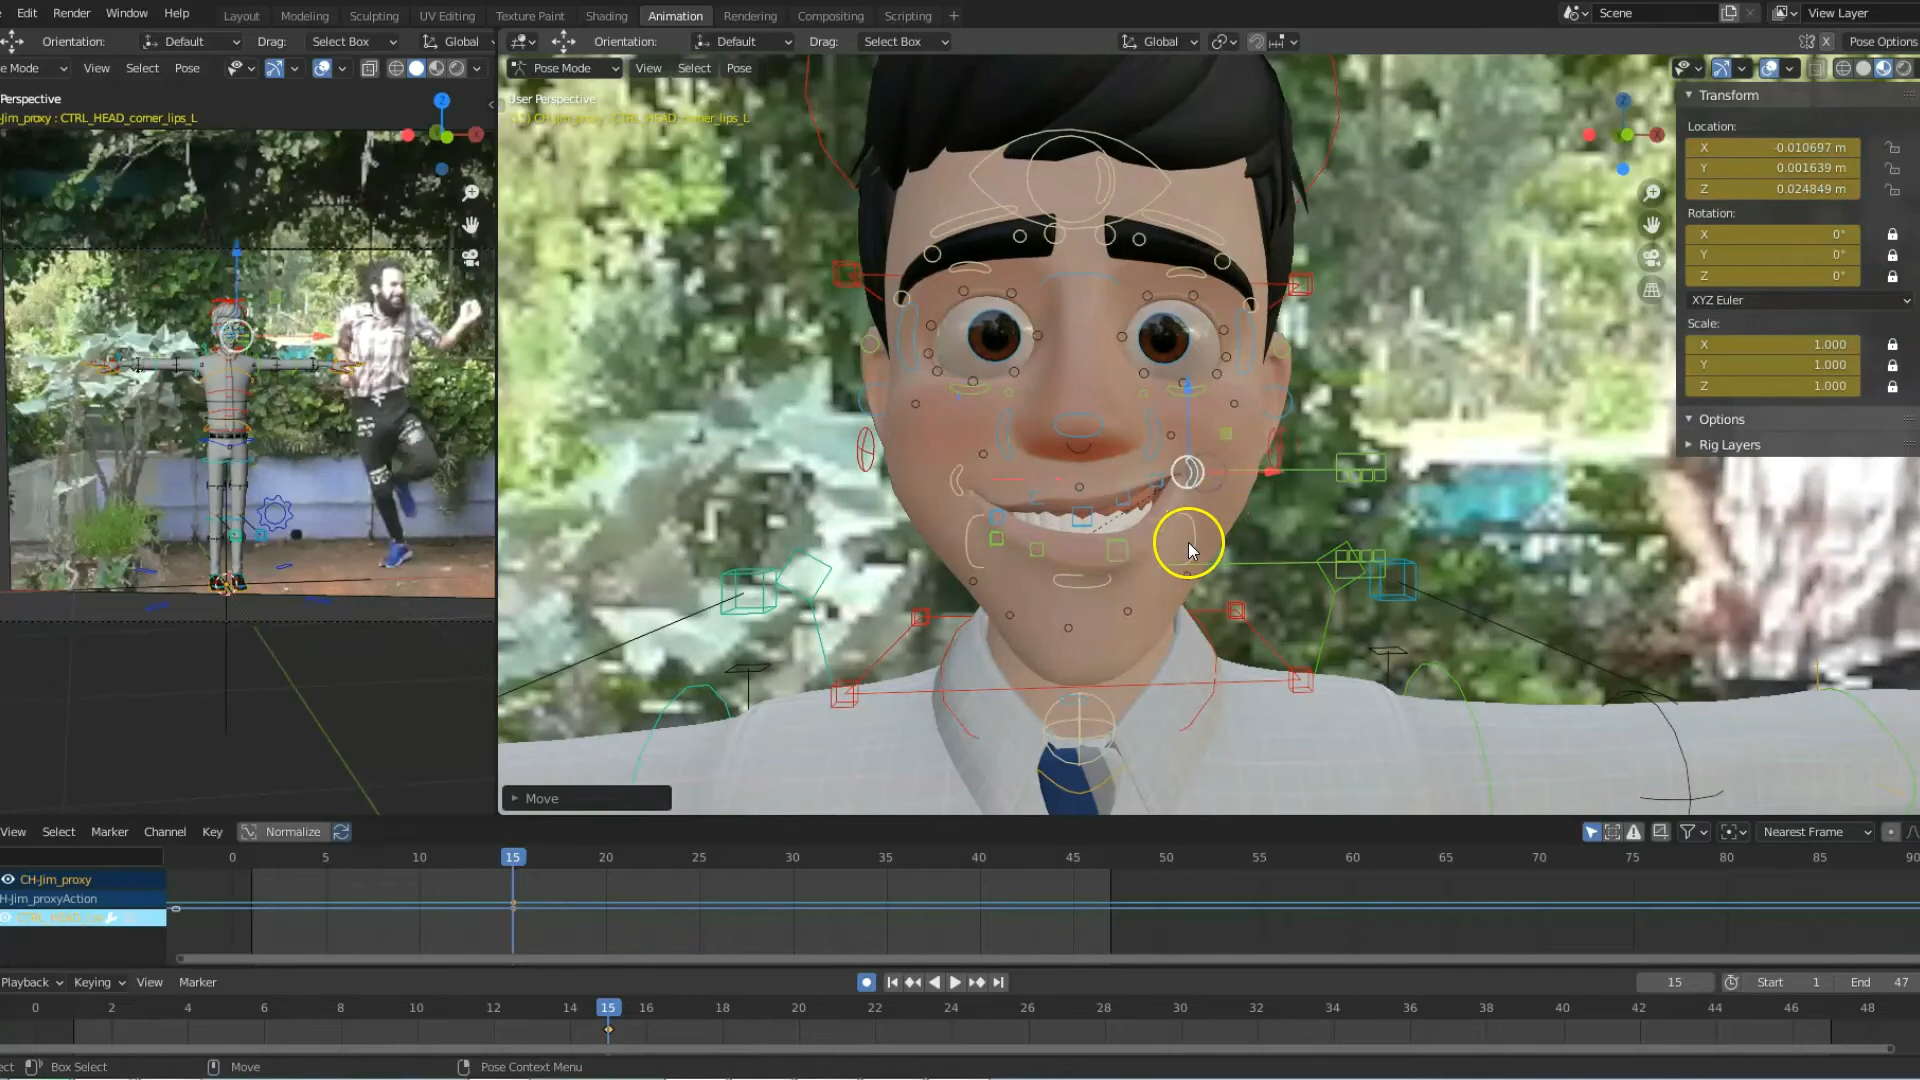 Edit Render Window Help Layout Modeling Sculpting UV Editing Texture Paint Shading Animation Rendering Compositing Scripting + Scene View Layer
Orientation: Default Drag: Select Box Global Orientation: Default Drag: Select Box Global X Pose Options
e Mode View Select Pose Pose Mode View Select Pose
Perspective
Jim_proxy : CTRL_HEAD_corner_lips_L
User Perspective
Transform
Location:
X -0.010697 m
Y 0.001639 m
Z 0.024849 m
Rotation:
X 0°
Y 0°
Z 0°
XYZ Euler
Scale:
X 1.000
Y 1.000
Z 1.000
Options
Rig Layers
Move
View Select Marker Channel Key Normalize Nearest Frame
0 5 10 15 20 25 30 35 40 45 50 55 60 65 70 75 80 85 90
CH-Jim_proxy
H-Jim_proxyAction
Playback Keying View Marker 15 Start 1 End 47
0 2 4 6 8 10 12 14 15 16 18 20 22 24 26 28 30 32 34 36 38 40 42 44 46 48
ect Box Select Move Pose Context Menu